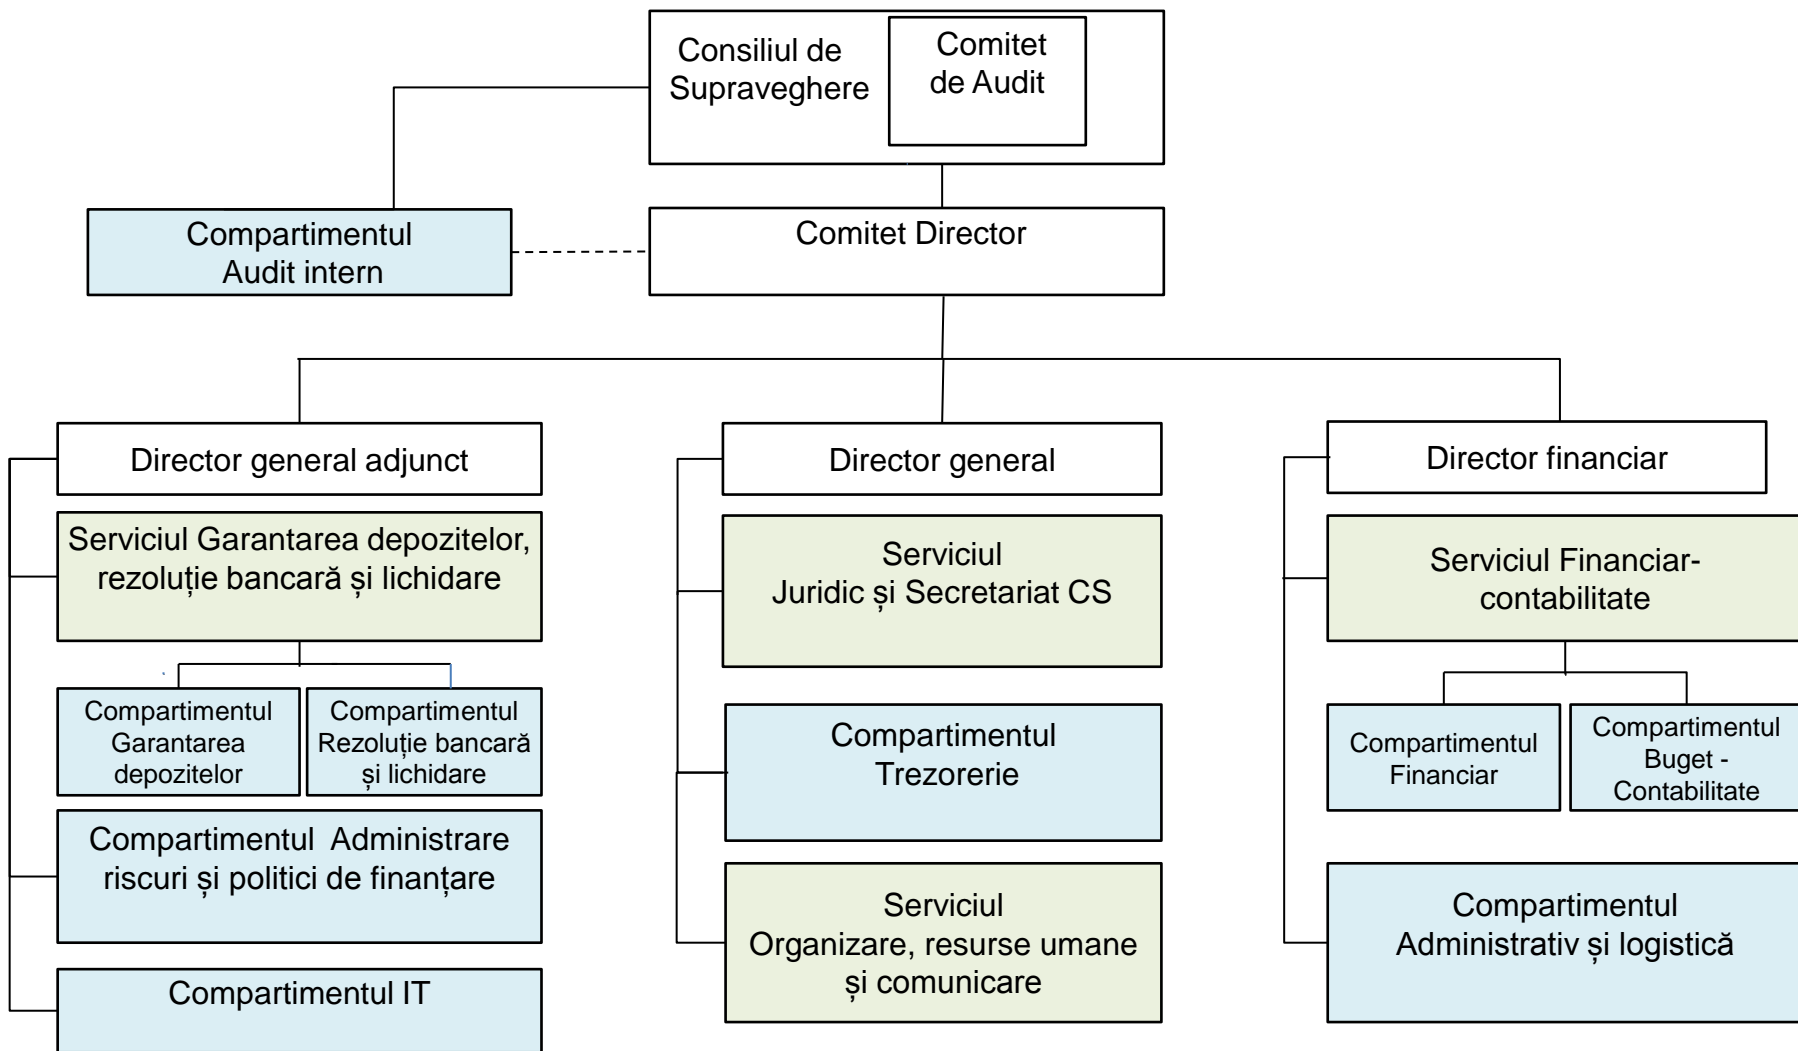 Consiliul de
Supraveghere
Comitet
de Audit
Compartimentul
Audit intern
Comitet Director
Director general adjunct
Serviciul Garantarea depozitelor,
rezoluție bancară și lichidare
Compartimentul
Garantarea
depozitelor
Compartimentul
Rezoluție bancară
și lichidare
Compartimentul Administrare
riscuri și politici de finanțare
Compartimentul IT
Director general
Serviciul
Juridic și Secretariat CS
Compartimentul
Trezorerie
Serviciul
Organizare, resurse umane
și comunicare
Director financiar
Serviciul Financiar-
contabilitate
Compartimentul
Financiar
Compartimentul
Buget -
Contabilitate
Compartimentul
Administrativ și logistică